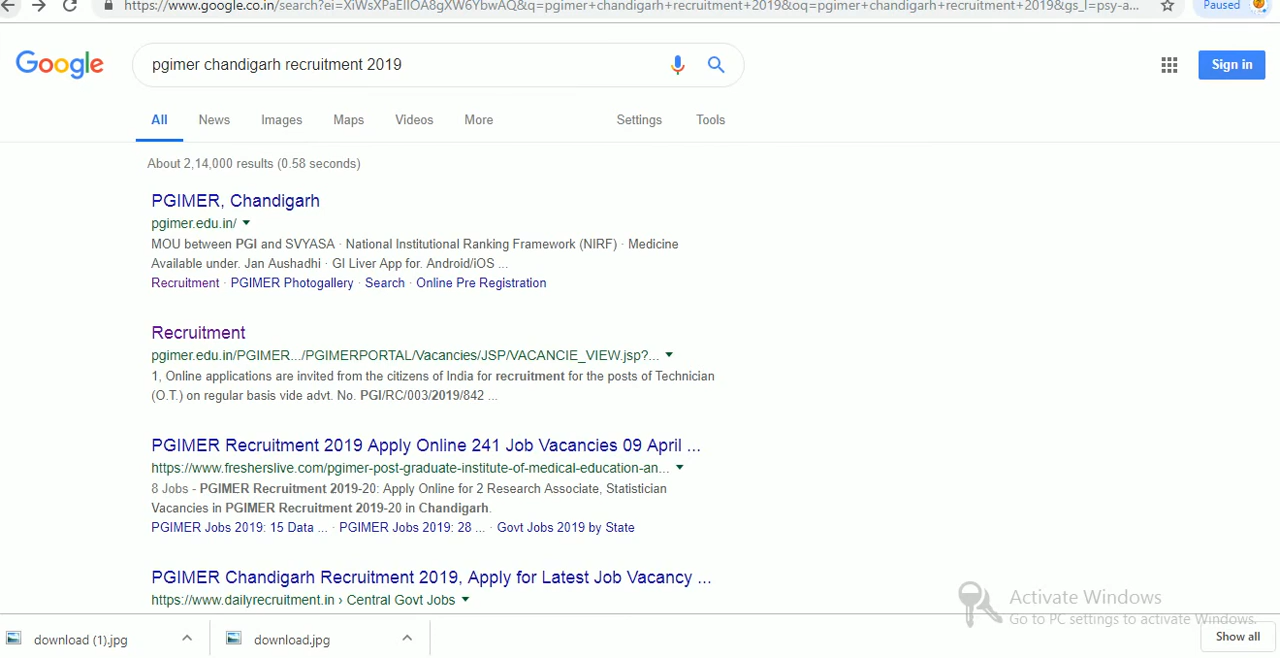 https://www.google.co.in/search?ei=XiWsXPaEIIOA8gXW6YbwAQ&q=pgimer+chandigarh+recruitment+2019&oq=pgimer+chandigarh+recruitment+2019&gs_l=psy-a... Paused
Google pgimer chandigarh recruitment 2019 Sign in
All News Images Maps Videos More Settings Tools
About 2,14,000 results (0.58 seconds)
PGIMER, Chandigarh
pgimer.edu.in/
MOU between PGI and SVYASA · National Institutional Ranking Framework (NIRF) · Medicine
Available under. Jan Aushadhi · GI Liver App for. Android/iOS ...
Recruitment · PGIMER Photogallery · Search · Online Pre Registration
Recruitment
pgimer.edu.in/PGIMER.../PGIMERPORTAL/Vacancies/JSP/VACANCIE_VIEW.jsp?...
1, Online applications are invited from the citizens of India for recruitment for the posts of Technician
(O.T.) on regular basis vide advt. No. PGI/RC/003/2019/842 ...
PGIMER Recruitment 2019 Apply Online 241 Job Vacancies 09 April ...
https://www.fresherslive.com/pgimer-post-graduate-institute-of-medical-education-an...
8 Jobs - PGIMER Recruitment 2019-20: Apply Online for 2 Research Associate, Statistician
Vacancies in PGIMER Recruitment 2019-20 in Chandigarh.
PGIMER Jobs 2019: 15 Data ... · PGIMER Jobs 2019: 28 ... · Govt Jobs 2019 by State
PGIMER Chandigarh Recruitment 2019, Apply for Latest Job Vacancy ...
https://www.dailyrecruitment.in › Central Govt Jobs
Activate Windows
Go to PC settings to activate Windows.
download (1).jpg download.jpg Show all